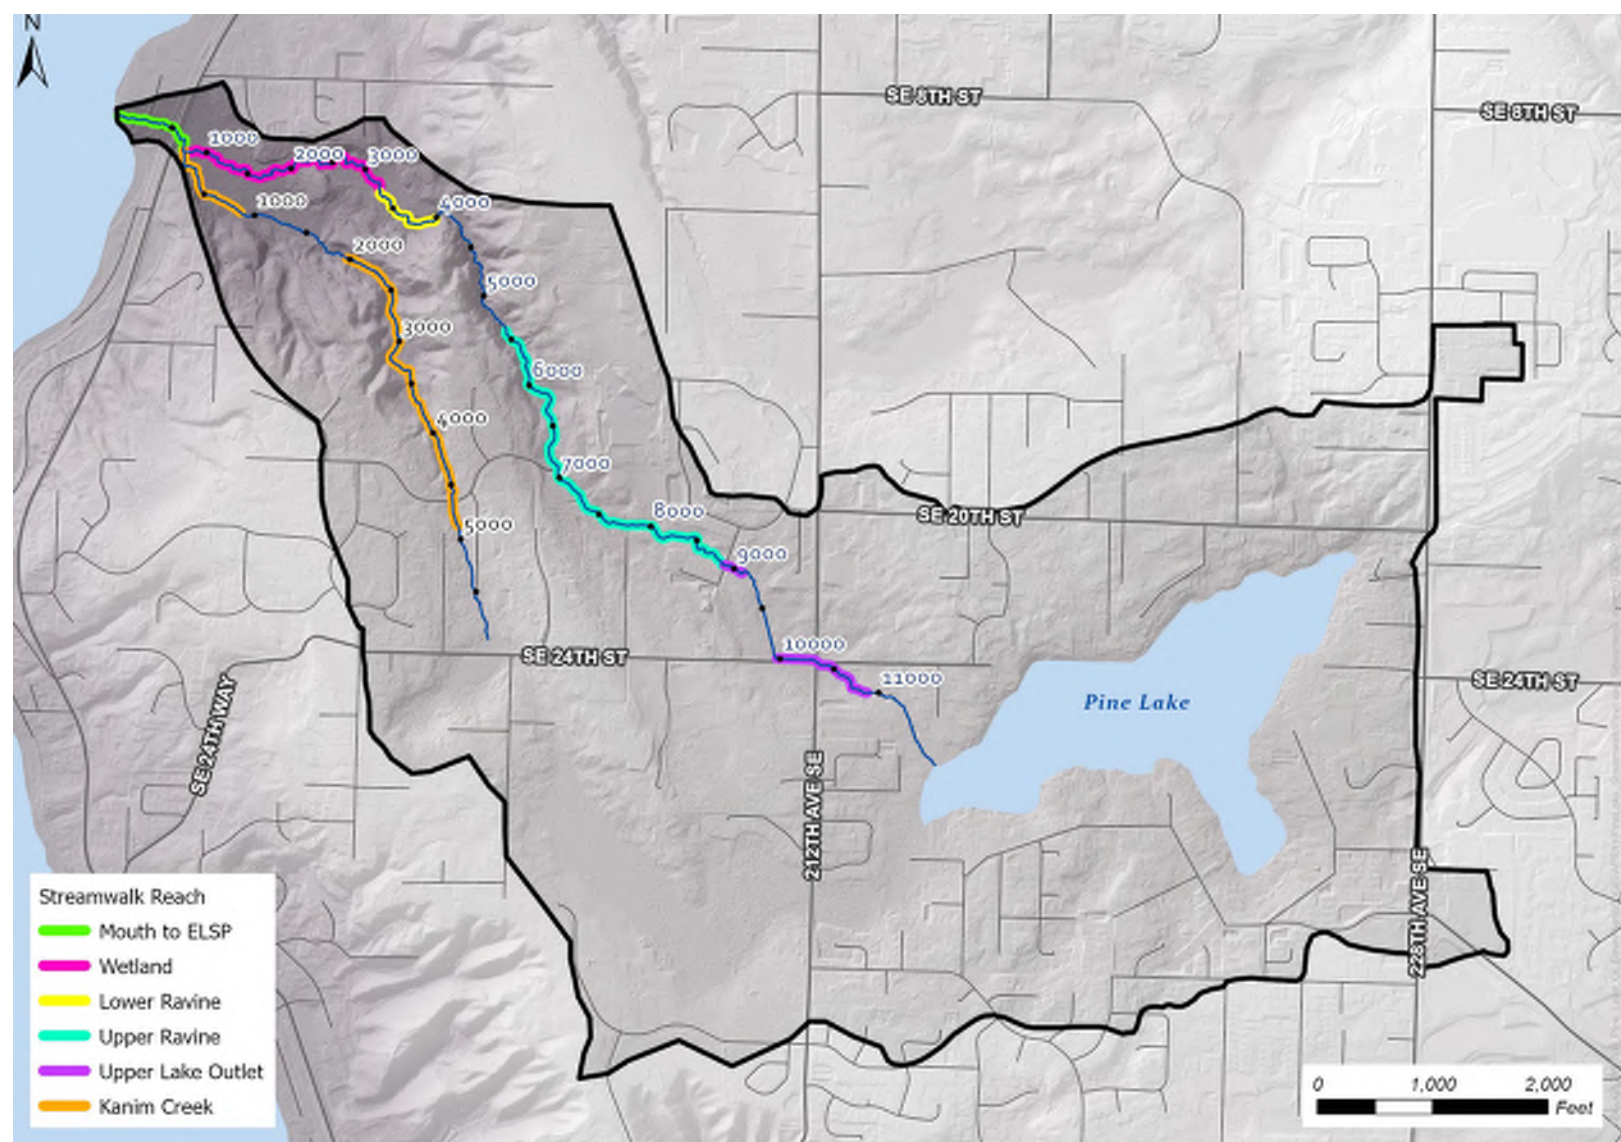 N
SE 8TH ST
SE 8TH ST
1000
2000
3000
1000
4000
2000
5000
3000
6000
4000
7000
8000
SE 20TH ST
5000
9000
10000
SE 24TH ST
11000
SE 24TH ST
Pine Lake
SE 24TH WAY
212TH AVE SE
228TH AVE SE
Streamwalk Reach
Mouth to ELSP
Wetland
Lower Ravine
Upper Ravine
Upper Lake Outlet
Kanim Creek
0 1,000 2,000
Feet